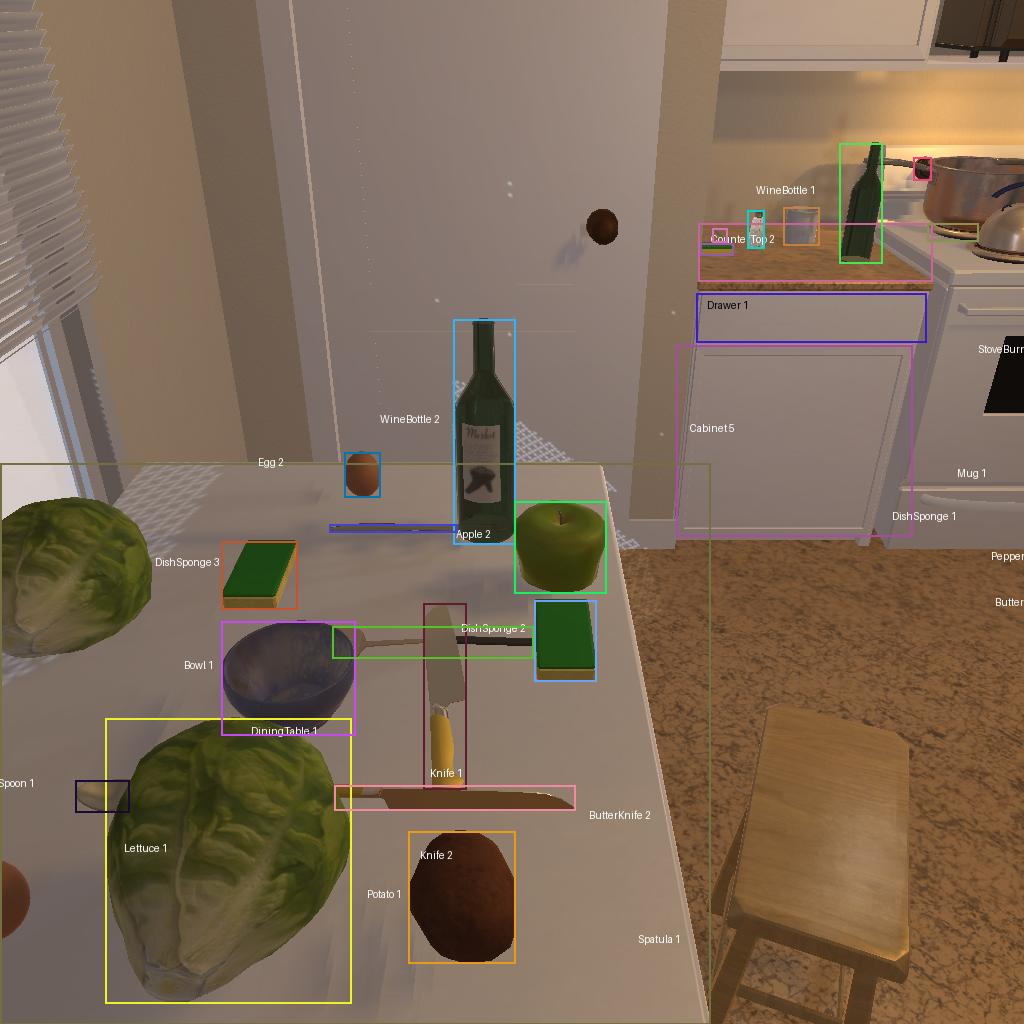 WineBottle 1
CounterTop 2
Drawer 1
StoveBurn
WineBottle 2
Cabinet 5
Egg 2
Mug 1
DishSponge 1
Apple 2
Merlot
DishSponge 3
Pepper
Butter
DishSponge 2
Bowl 1
DiningTable 1
Spoon 1
Knife 1
ButterKnife 2
Lettuce 1
Knife 2
Potato 1
Spatula 1